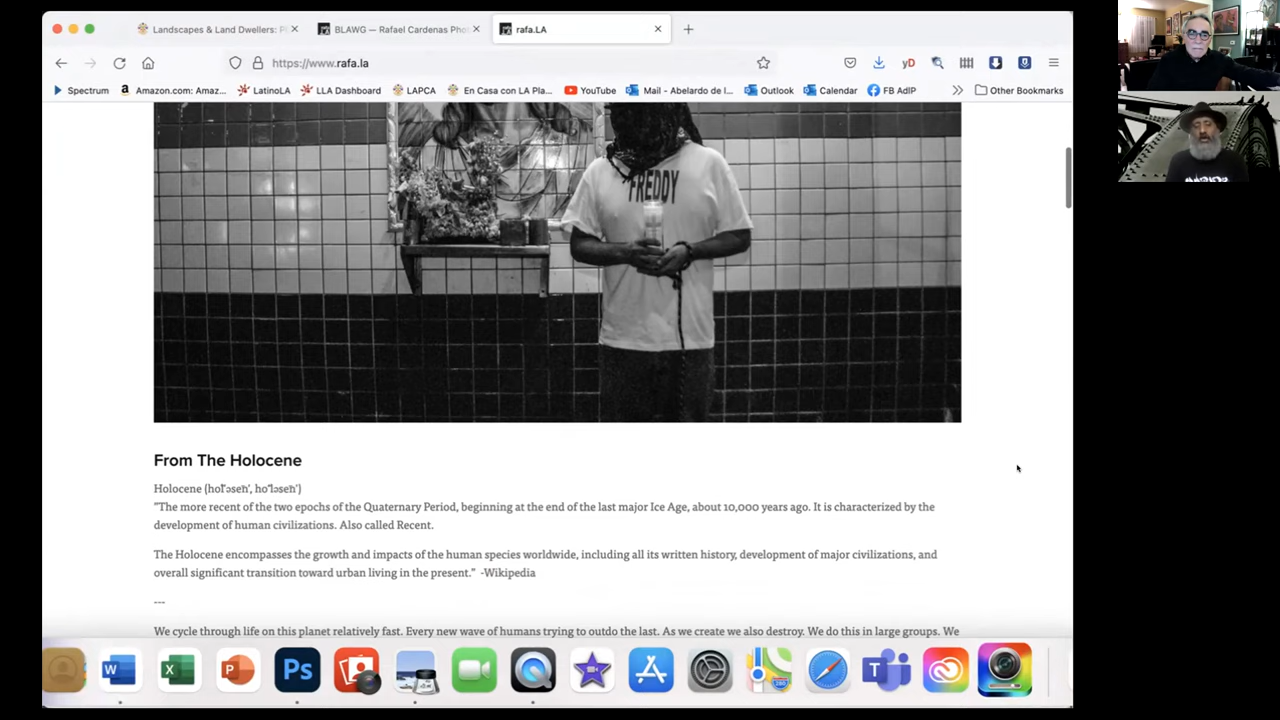 Landscapes & Land Dwellers: P
BLAWG — Rafael Cardenas Pho
rafa.LA
https://www.rafa.la
yD
Spectrum
Amazon.com: Amaz...
LatinoLA
LLA Dashboard
LAPCA
En Casa con LA Pla...
YouTube
Mail - Abelardo de l...
Outlook
Calendar
FB AdlP
Other Bookmarks
FREDDY
From The Holocene
"The more recent of the two epochs of the Quaternary Period, beginning at the end of the last major Ice Age, about 10,000 years ago. It is characterized by the
development of human civilizations. Also called Recent.
The Holocene encompasses the growth and impacts of the human species worldwide, including all its written history, development of major civilizations, and
overall significant transition toward urban living in the present." -Wikipedia
---
We cycle through life on this planet relatively fast. Every new wave of humans trying to outdo the last. As we create we also destroy. We do this in large groups. We
W
X
P
Ps
280
T